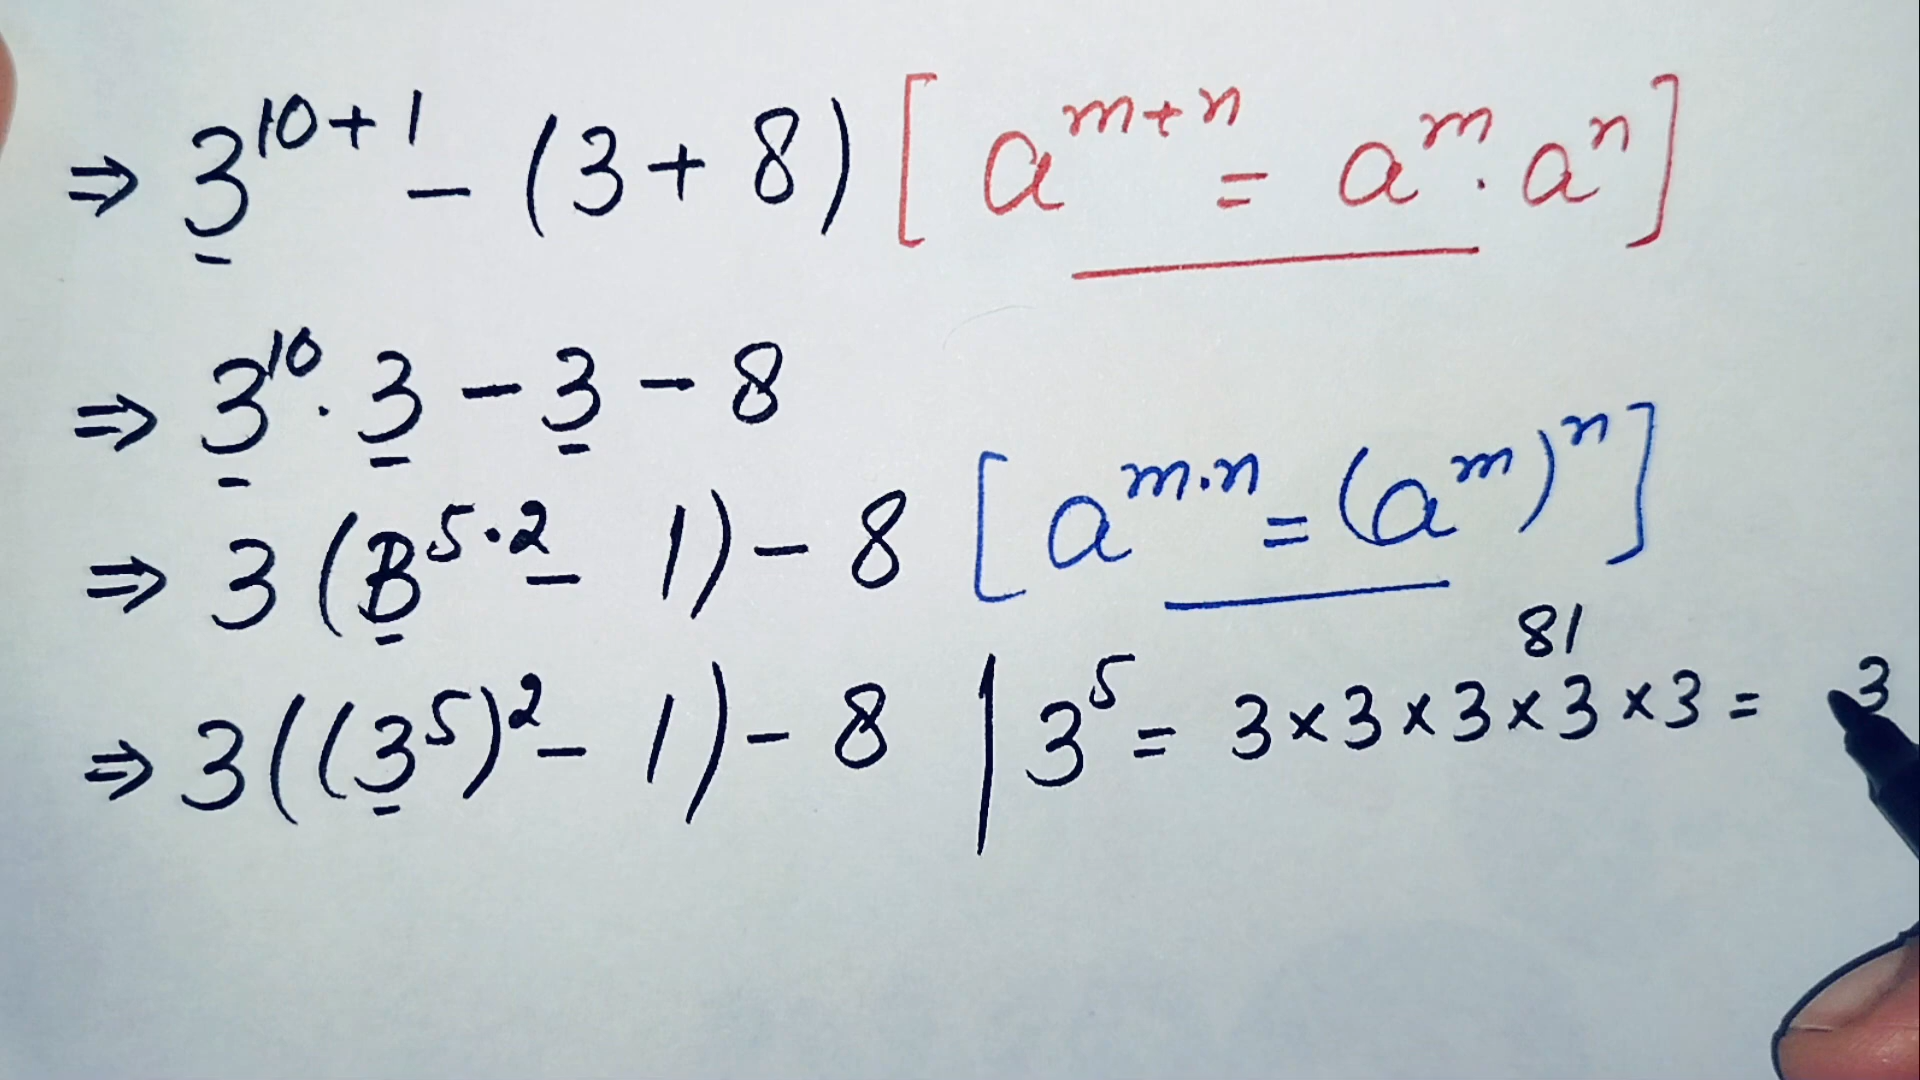 ⇒ 3^(10+1) - (3+8) [a^(m+n) = a^m · a^n]
⇒ 3^10 · 3 - 3 - 8
⇒ 3(3^(5·2) - 1) - 8 [a^(m·n) = (a^m)^n]
81
⇒ 3((3^5)^2 - 1) - 8 | 3^5 = 3×3×3×3×3 = 3